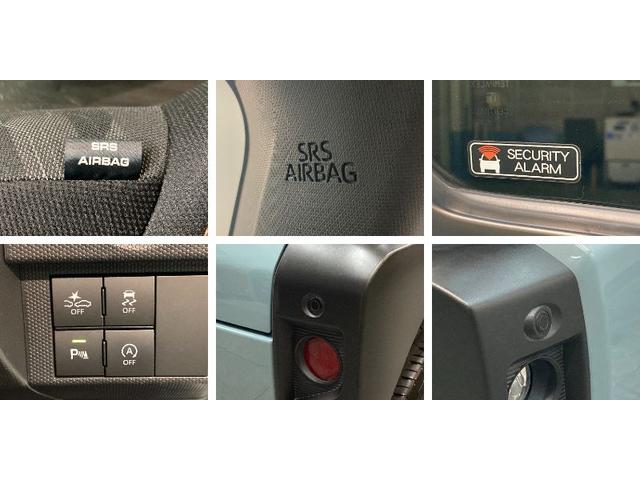 SRS
AIRBAG
SRS
AIRBAG
SECURITY
ALARM
OFF
OFF
P
A
OFF